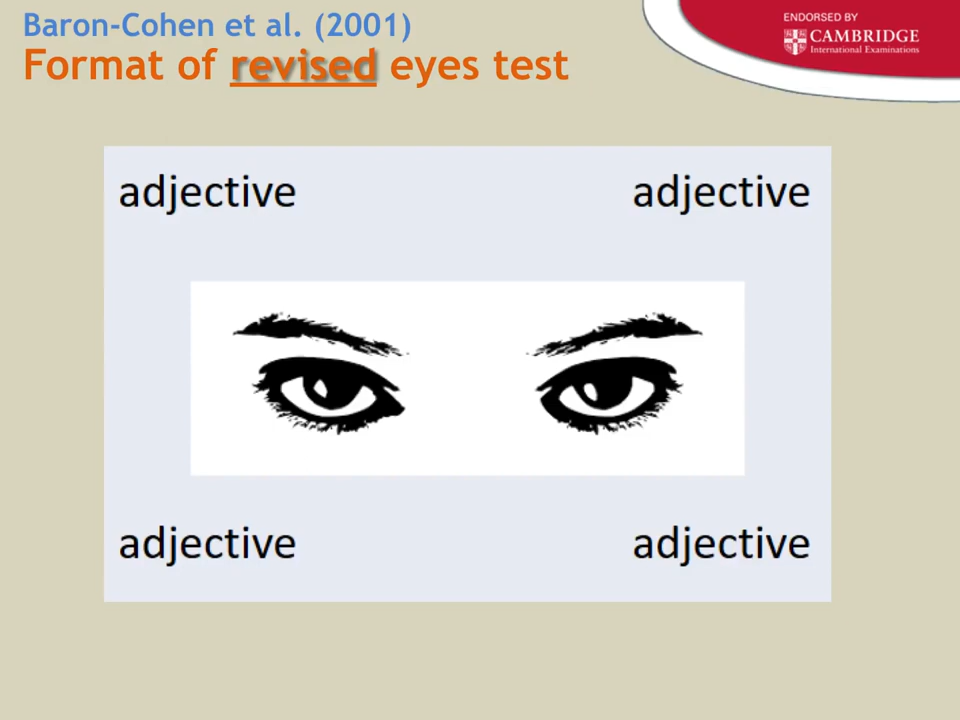 Baron-Cohen et al. (2001)
Format of revised eyes test
ENDORSED BY
CAMBRIDGE
International Examinations
adjective adjective
adjective adjective